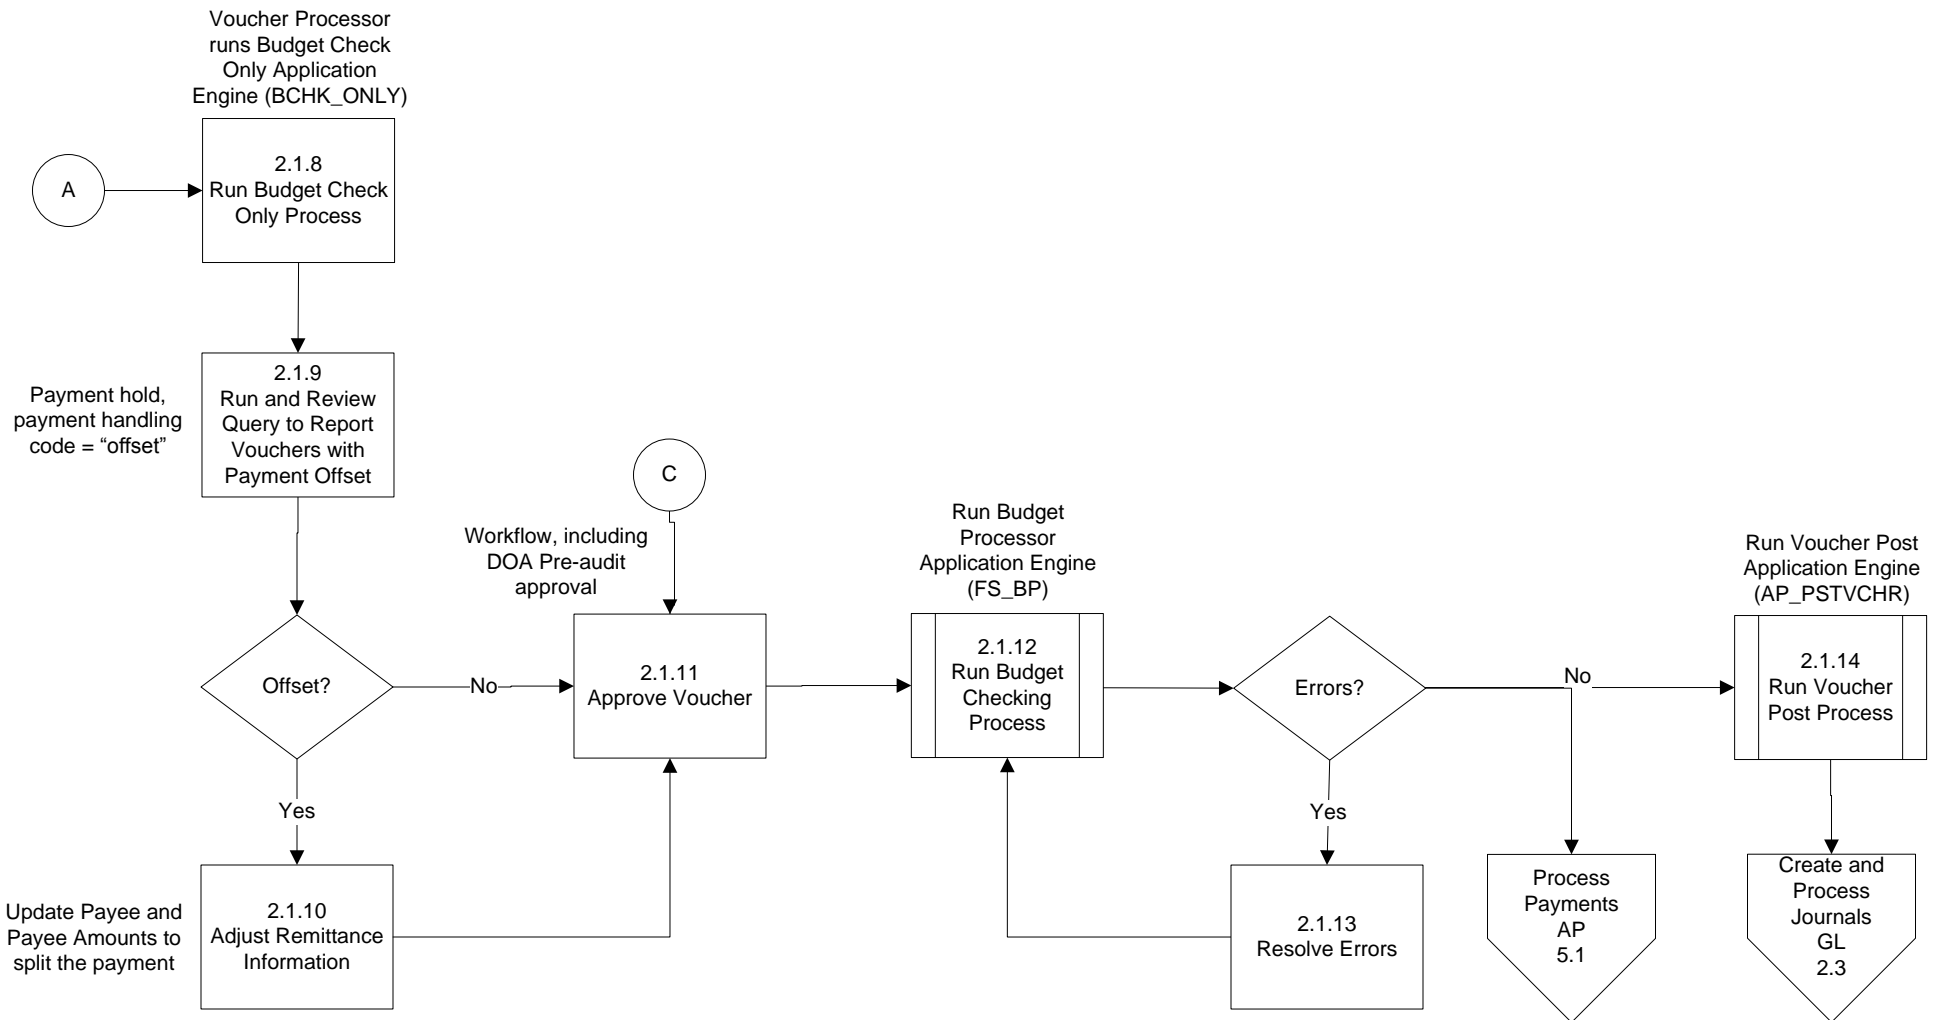 Voucher Processor
runs Budget Check
Only Application
Engine (BCHK_ONLY)
A
2.1.8
Run Budget Check
Only Process
Payment hold,
payment handling
code = “offset”
2.1.9
Run and Review
Query to Report
Vouchers with
Payment Offset
Offset?
No
Yes
Update Payee and
Payee Amounts to
split the payment
2.1.10
Adjust Remittance
Information
C
Workflow, including
DOA Pre-audit
approval
2.1.11
Approve Voucher
Run Budget
Processor
Application Engine
(FS_BP)
2.1.12
Run Budget
Checking
Process
Errors?
No
Yes
2.1.13
Resolve Errors
Process
Payments
AP
5.1
Run Voucher Post
Application Engine
(AP_PSTVCHR)
2.1.14
Run Voucher
Post Process
Create and
Process
Journals
GL
2.3